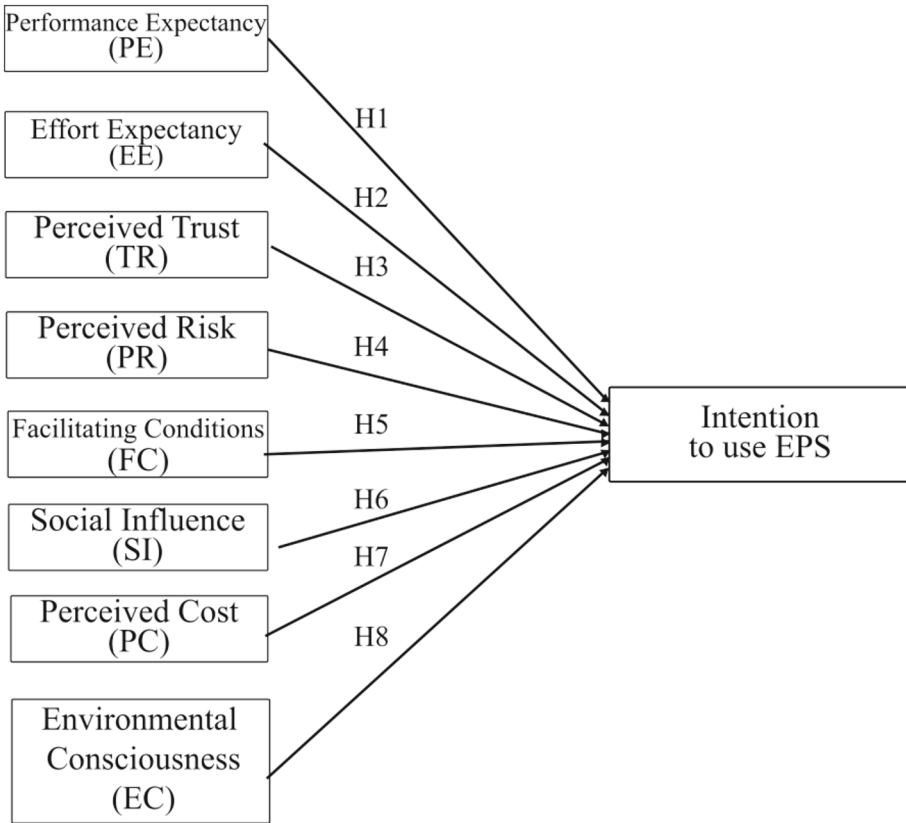 Performance Expectancy
(PE)
H1
Effort Expectancy
(EE)
H2
Perceived Trust
(TR)
H3
Perceived Risk
(PR)
H4
Facilitating Conditions
(FC)
H5
Social Influence
(SI)
H6
Perceived Cost
(PC)
H7
Environmental
Consciousness
(EC)
H8
Intention
to use EPS